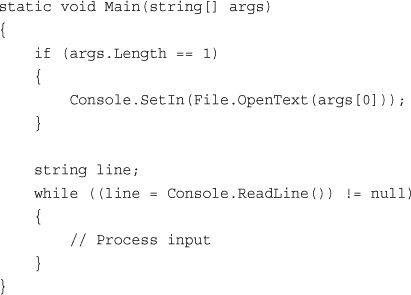 static void Main(string[] args)
{
    if (args.Length == 1)
    {
        Console.SetIn(File.OpenText(args[0]));
    }

    string line;
    while ((line = Console.ReadLine()) != null)
    {
        // Process input
    }
}